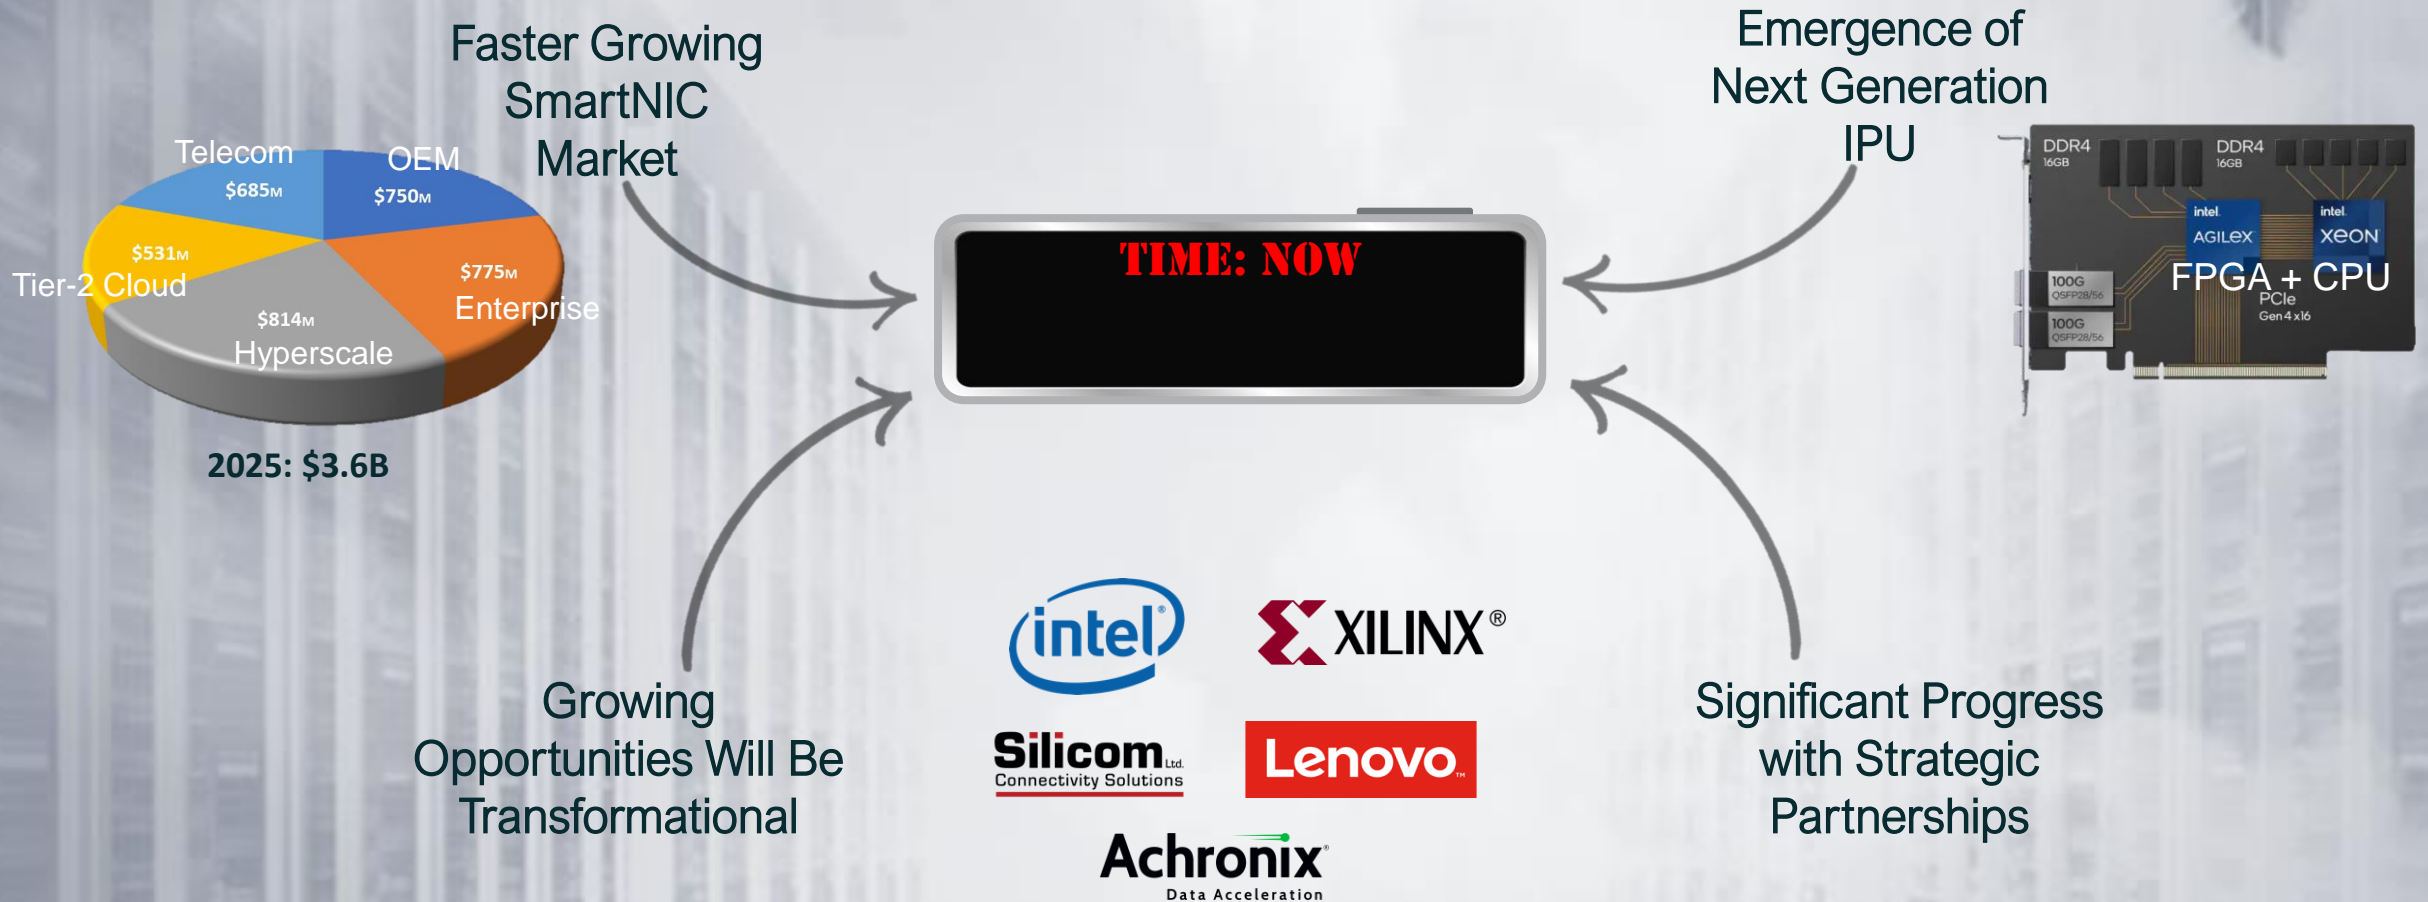 Faster Growing
SmartNIC
Market
Telecom
$685M
OEM
$750M
$531M
Tier-2 Cloud
$775M
Enterprise
$814M
Hyperscale
2025: $3.6B
TIME: NOW
Emergence of
Next Generation
IPU
DDR4
16GB
DDR4
16GB
intel.
AGILEX
intel.
XEON
FPGA + CPU
PCIe
Gen4 x16
100G
QSFP28/56
100G
QSFP28/56
Growing
Opportunities Will Be
Transformational
intel®
XILINX®
Silicom Ltd.
Connectivity Solutions
Lenovo™
Achronix®
Data Acceleration
Significant Progress
with Strategic
Partnerships